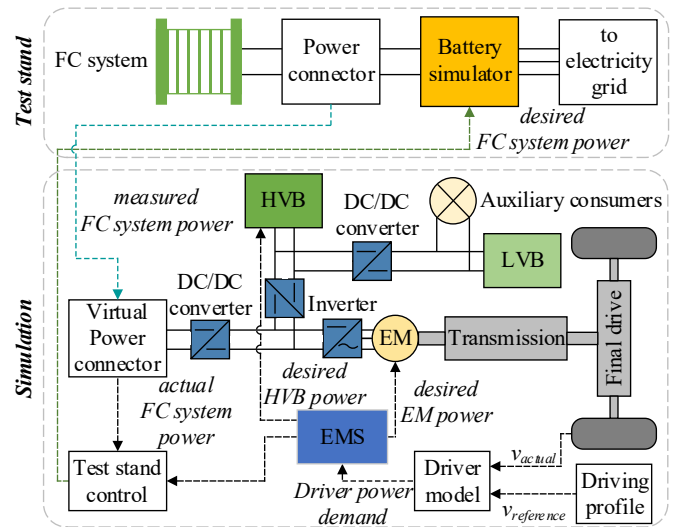 Test stand
FC system
Power
connector
Battery
simulator
to
electricity
grid
desired
FC system power
Simulation
measured
FC system power
HVB
DC/DC
converter
Auxiliary consumers
LVB
Virtual
Power
connector
DC/DC
converter
Inverter
EM
Transmission
Final drive
actual
FC system
power
desired
HVB power
desired
EM power
EMS
Test stand
control
Driver power
demand
Driver
model
vactual
vreference
Driving
profile